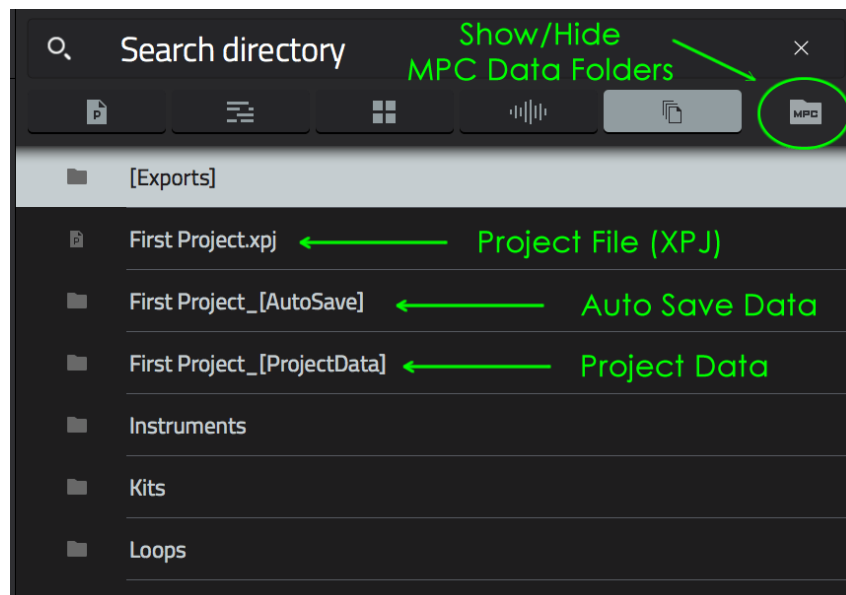 Search directory
Show/Hide
MPC Data Folders
P
MPC
[Exports]
P
First Project.xpj
Project File (XPJ)
First Project_[AutoSave]
Auto Save Data
First Project_[ProjectData]
Project Data
Instruments
Kits
Loops